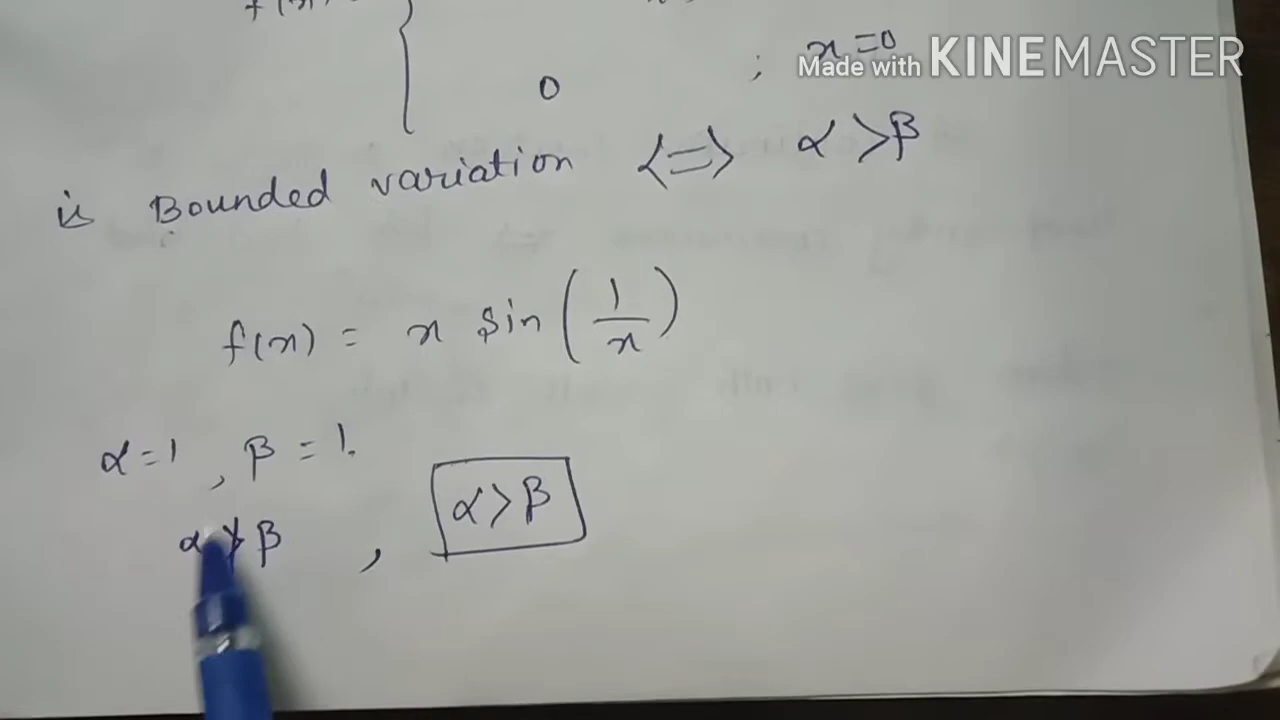 f(x)
; x = 0
Made with KINEMASTER
0
is Bounded variation <=> α > β
f(x) = x sin (1/x)
α = 1 , β = 1.
α ≯ β , α > β